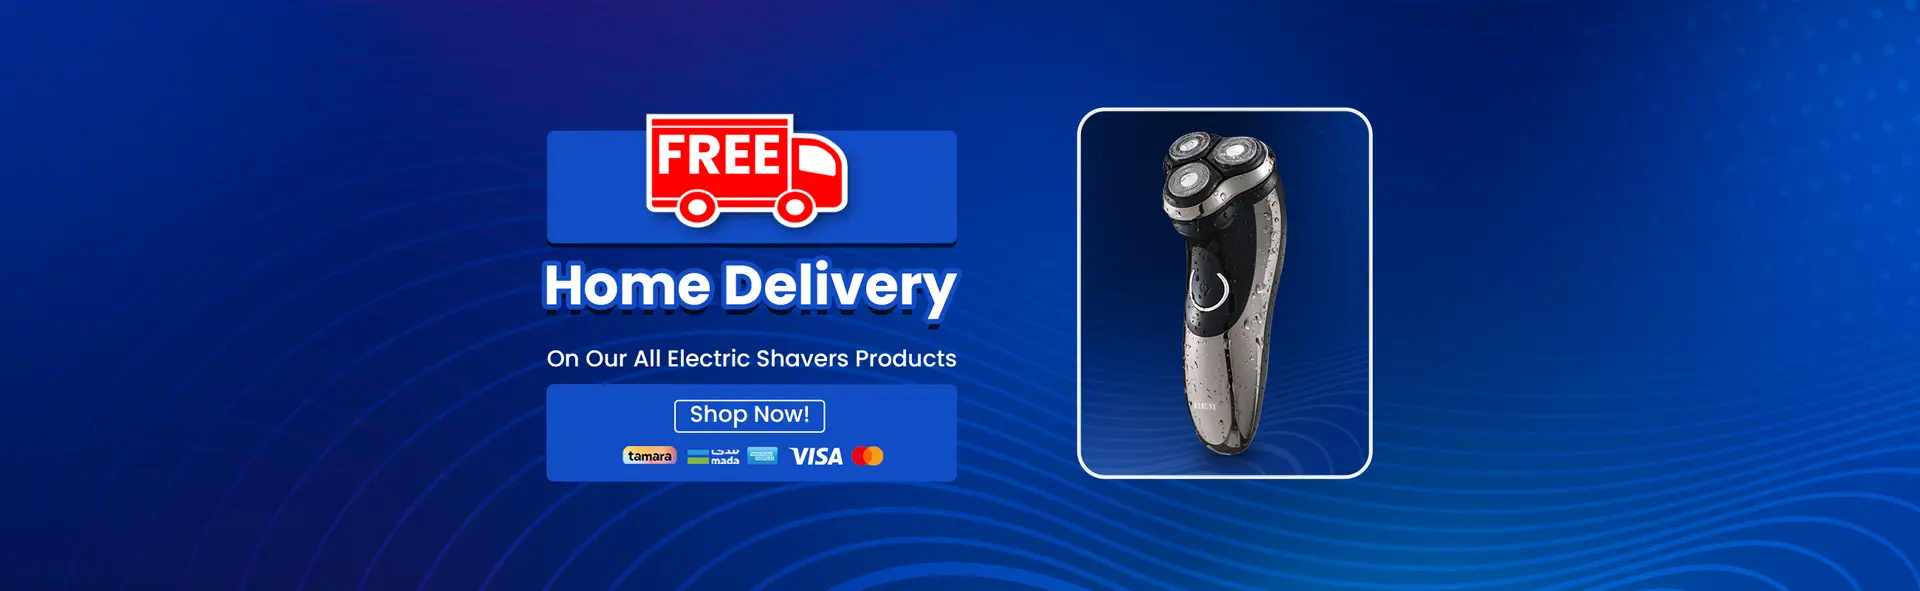 FREE
Home Delivery
On Our All Electric Shavers Products
Shop Now!
tamara
مدى
mada
VISA